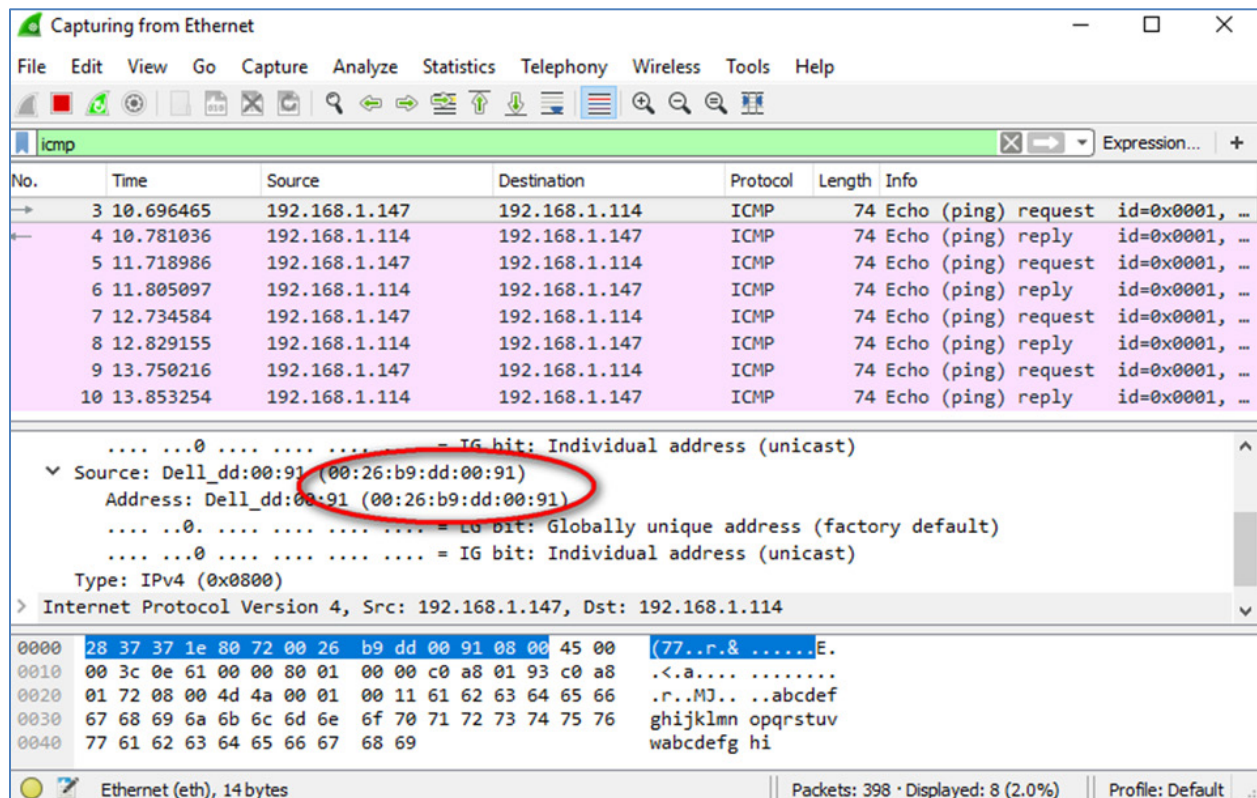 Capturing from Ethernet
File Edit View Go Capture Analyze Statistics Telephony Wireless Tools Help
icmp Expression... +
No. Time Source Destination Protocol Length Info
3 10.696465 192.168.1.147 192.168.1.114 ICMP 74 Echo (ping) request id=0x0001, …
4 10.781036 192.168.1.114 192.168.1.147 ICMP 74 Echo (ping) reply id=0x0001, …
5 11.718986 192.168.1.147 192.168.1.114 ICMP 74 Echo (ping) request id=0x0001, …
6 11.805097 192.168.1.114 192.168.1.147 ICMP 74 Echo (ping) reply id=0x0001, …
7 12.734584 192.168.1.147 192.168.1.114 ICMP 74 Echo (ping) request id=0x0001, …
8 12.829155 192.168.1.114 192.168.1.147 ICMP 74 Echo (ping) reply id=0x0001, …
9 13.750216 192.168.1.147 192.168.1.114 ICMP 74 Echo (ping) request id=0x0001, …
10 13.853254 192.168.1.114 192.168.1.147 ICMP 74 Echo (ping) reply id=0x0001, …
.... ...0 .... .... .... .... = IG bit: Individual address (unicast)
Source: Dell_dd:00:91 (00:26:b9:dd:00:91)
Address: Dell_dd:00:91 (00:26:b9:dd:00:91)
.... ..0. .... .... .... .... = LG bit: Globally unique address (factory default)
.... ...0 .... .... .... .... = IG bit: Individual address (unicast)
Type: IPv4 (0x0800)
Internet Protocol Version 4, Src: 192.168.1.147, Dst: 192.168.1.114
0000 28 37 37 1e 80 72 00 26 b9 dd 00 91 08 00 45 00 (77..r.& ......E.
0010 00 3c 0e 61 00 00 80 01 00 00 c0 a8 01 93 c0 a8 .<.a.... ........
0020 01 72 08 00 4d 4a 00 01 00 11 61 62 63 64 65 66 .r..MJ.. ..abcdef
0030 67 68 69 6a 6b 6c 6d 6e 6f 70 71 72 73 74 75 76 ghijklmn opqrstuv
0040 77 61 62 63 64 65 66 67 68 69 wabcdefg hi
Ethernet (eth), 14 bytes Packets: 398 · Displayed: 8 (2.0%) Profile: Default